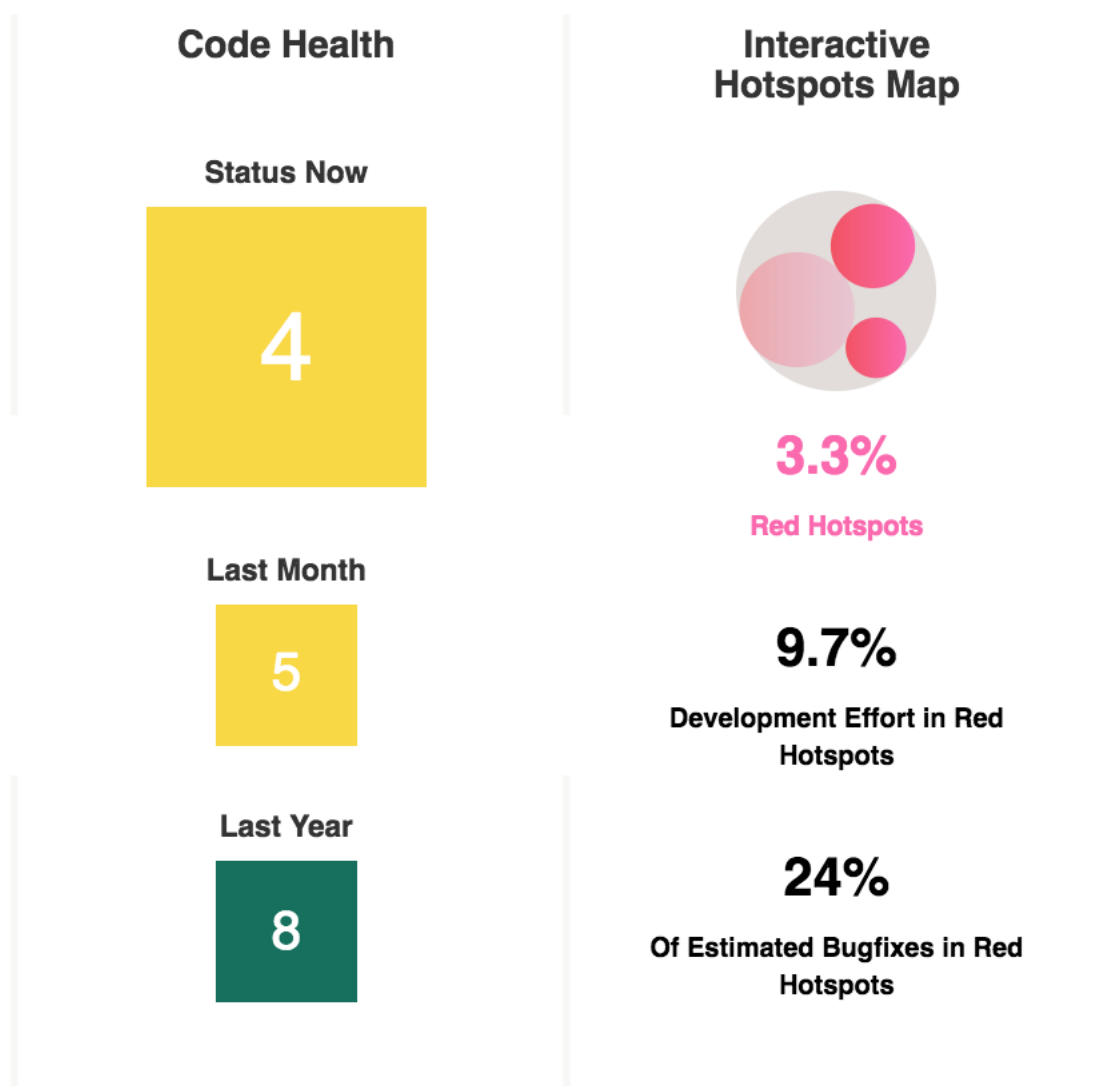 Code Health
Status Now
4
Last Month
5
Last Year
8
Interactive
Hotspots Map
3.3%
Red Hotspots
9.7%
Development Effort in Red
Hotspots
24%
Of Estimated Bugfixes in Red
Hotspots